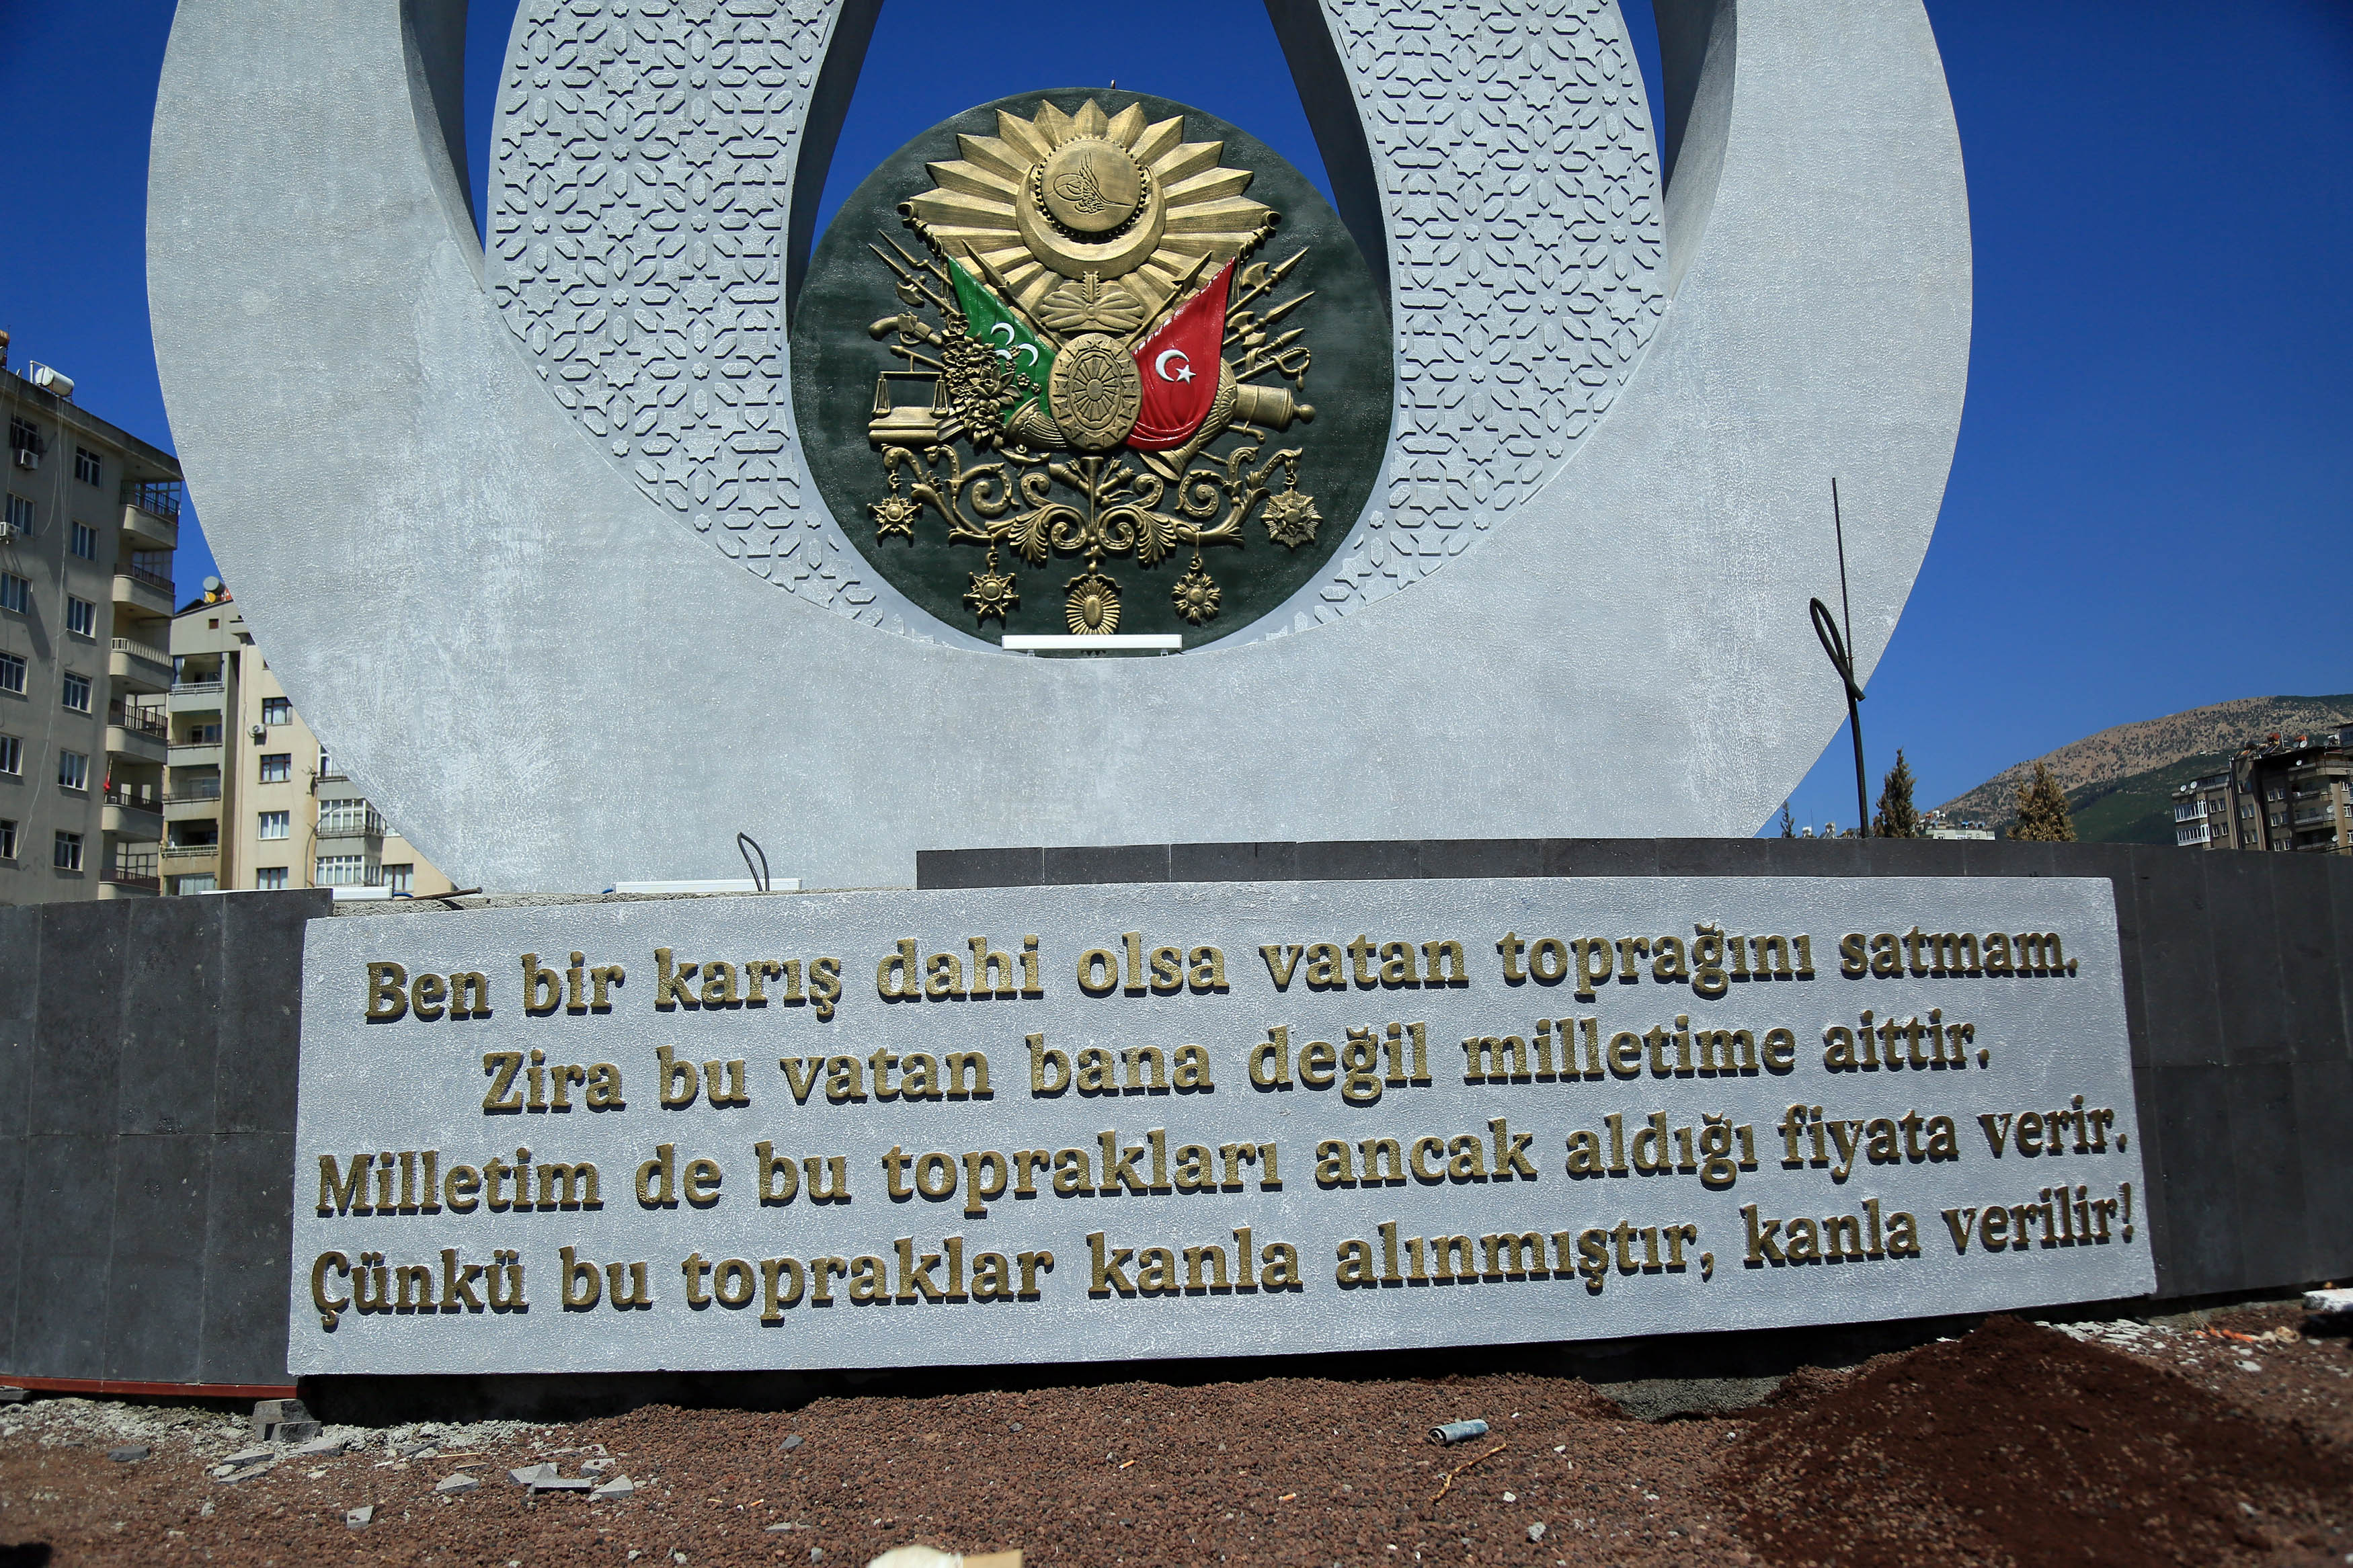 Ben bir karış dahi olsa vatan toprağını satmam.
Zira bu vatan bana değil milletime aittir.
Milletim de bu toprakları ancak aldığı fiyata verir.
Çünkü bu topraklar kanla alınmıştır, kanla verilir!